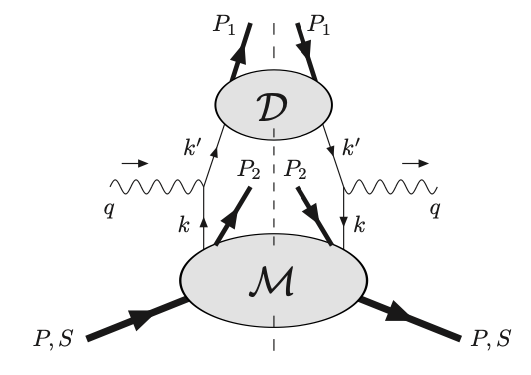 P₁ P₁
𝒟
k′ k′
P₂ P₂
q q
k k
ℳ
P, S P, S